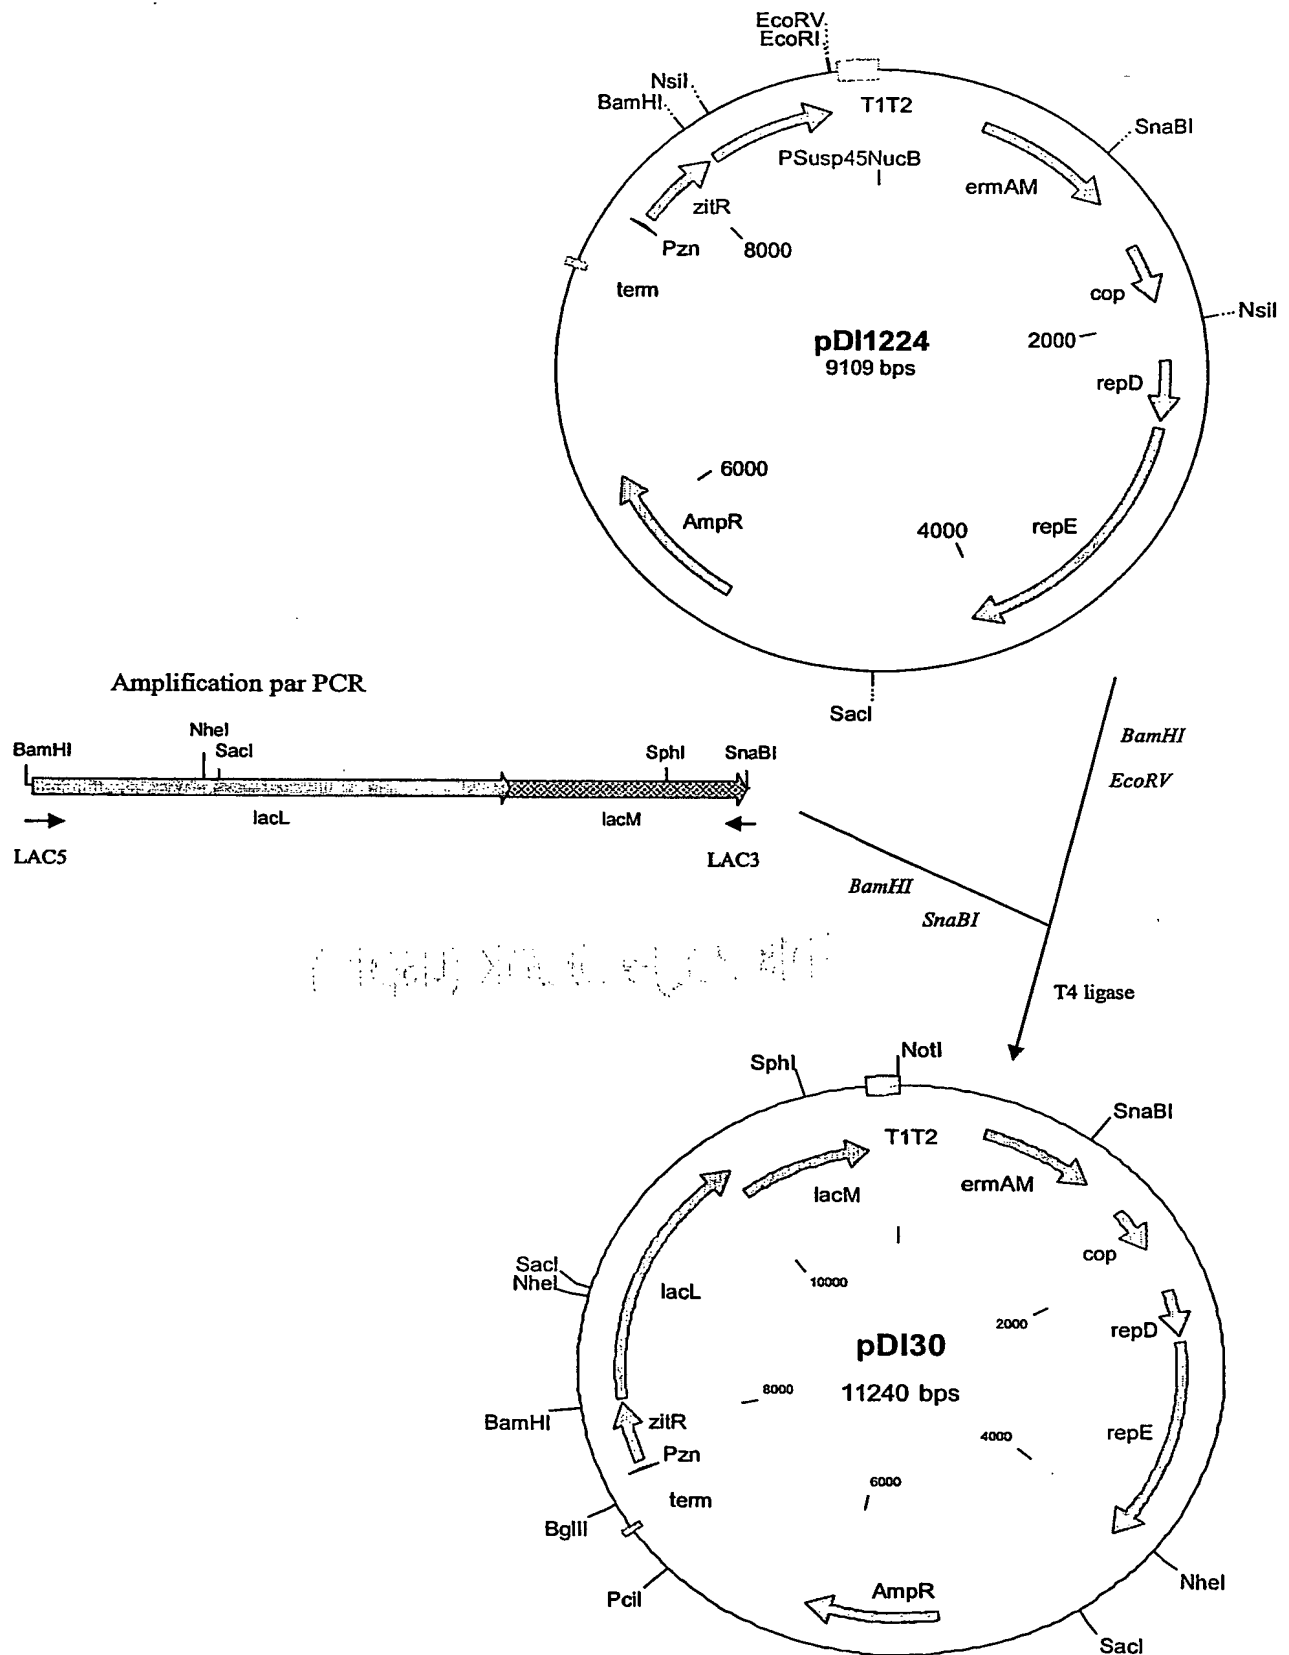 EcoRV
EcoRI
NsiI
BamHI
T1T2
SnaBI
PSusp45NucB
ermAM
zitR
Pzn
8000
term
cop
NsiI
pDI1224
9109 bps
2000
repD
6000
AmpR
4000
repE
SacI
Amplification par PCR
BamHI
NheI
SacI
SphI
SnaBI
lacL
lacM
LAC5
LAC3
BamHI
EcoRV
BamHI
SnaBI
T4 ligase
SphI
NotI
SnaBI
T1T2
lacM
ermAM
cop
SacI
NheI
lacL
10000
2000
repD
pDI30
11240 bps
8000
BamHI
zitR
Pzn
4000
repE
term
6000
BglII
PciI
AmpR
NheI
SacI